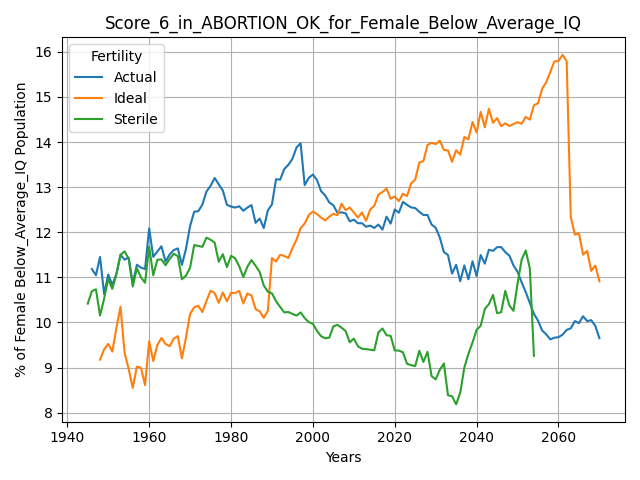 Score_6_in_ABORTION_OK_for_Female_Below_Average_IQ
% of Female Below_Average_IQ Population
16
15
14
13
12
11
10
9
8
Fertility
Actual
Ideal
Sterile
1940 1960 1980 2000 2020 2040 2060
Years